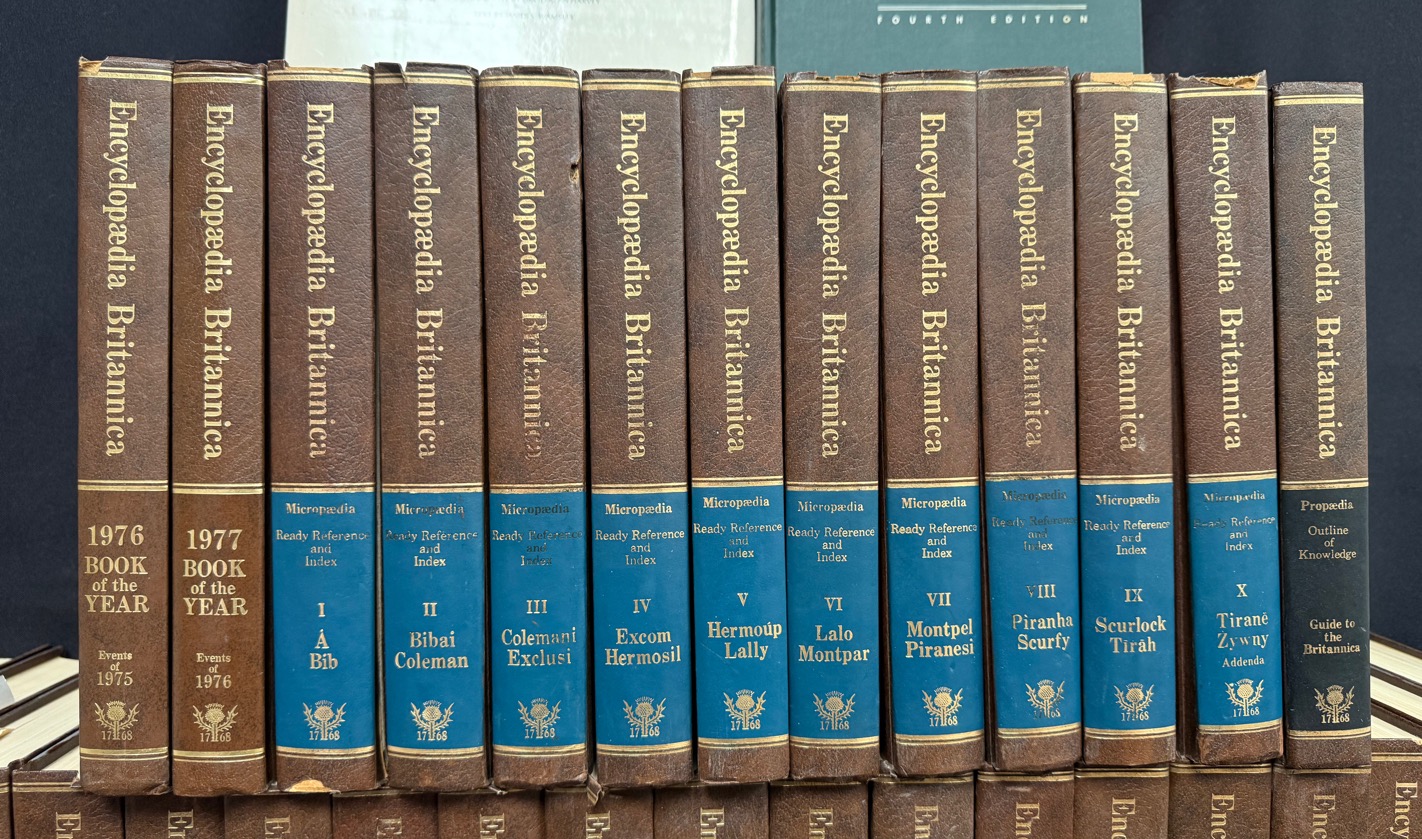 FOURTH EDITION
Encyclopædia Britannica
1976
BOOK
of the
YEAR
Events
of
1975
1768
Encyclopædia Britannica
1977
BOOK
of the
YEAR
Events
of
1976
1768
Encyclopædia Britannica
Micropædia
Ready Reference
and
Index
I
Á
Bib
1768
Encyclopædia Britannica
Micropædia
Ready Reference
and
Index
II
Bibai
Coleman
1768
Encyclopædia Britannica
Micropædia
Ready Reference
and
Index
III
Colemani
Exclusi
1768
Encyclopædia Britannica
Micropædia
Ready Reference
and
Index
IV
Excom
Hermosil
1768
Encyclopædia Britannica
Micropædia
Ready Reference
and
Index
V
Hermoúp
Lally
1768
Encyclopædia Britannica
Micropædia
Ready Reference
and
Index
VI
Lalo
Montpar
1768
Encyclopædia Britannica
Micropædia
Ready Reference
and
Index
VII
Montpel
Piranesi
1768
Encyclopædia Britannica
Micropædia
Ready Reference
and
Index
VIII
Piranha
Scurfy
1768
Encyclopædia Britannica
Micropædia
Ready Reference
and
Index
IX
Scurlock
Tirāh
1768
Encyclopædia Britannica
Micropædia
Ready Reference
and
Index
X
Tiranë
Żywny
Addenda
1768
Encyclopædia Britannica
Propædia
Outline
of
Knowledge
Guide to
the
Britannica
1768